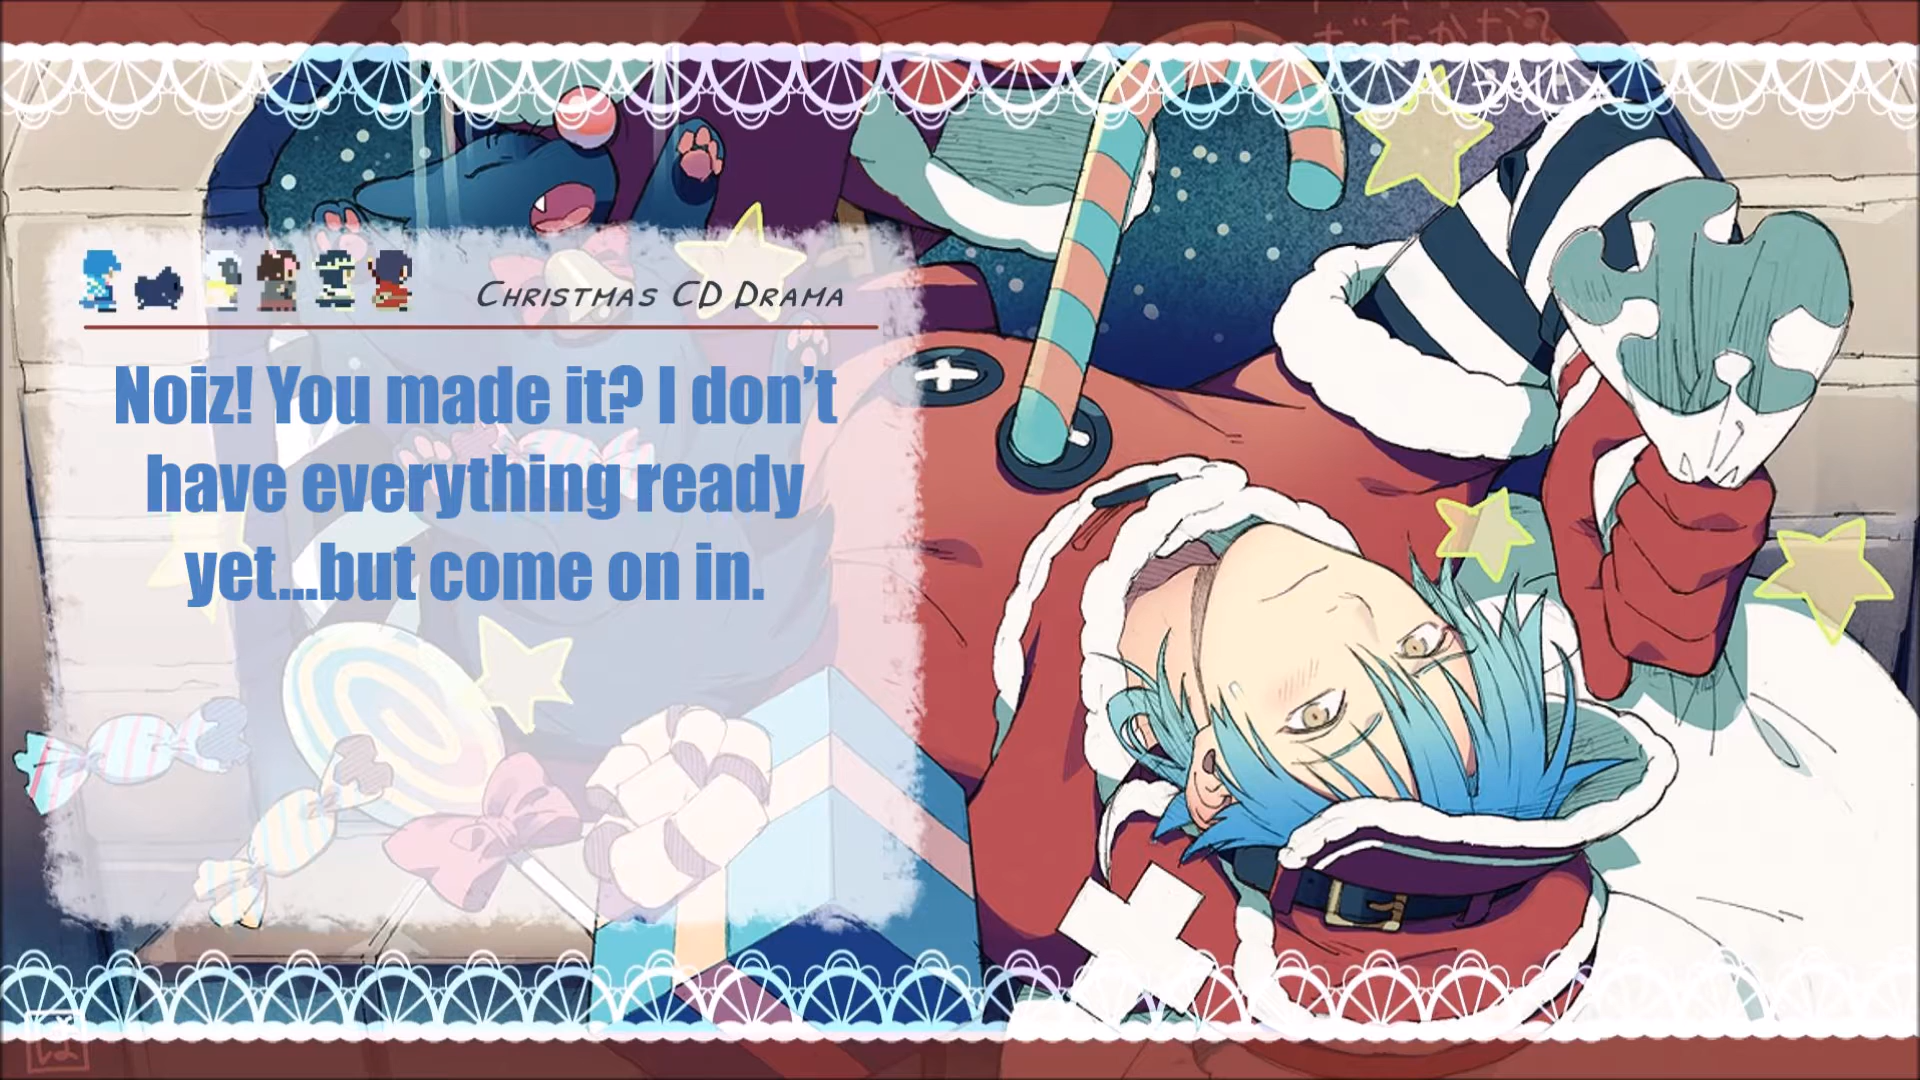 Christmas CD Drama
Noiz! You made it? I don’t
have everything ready
yet...but come on in.